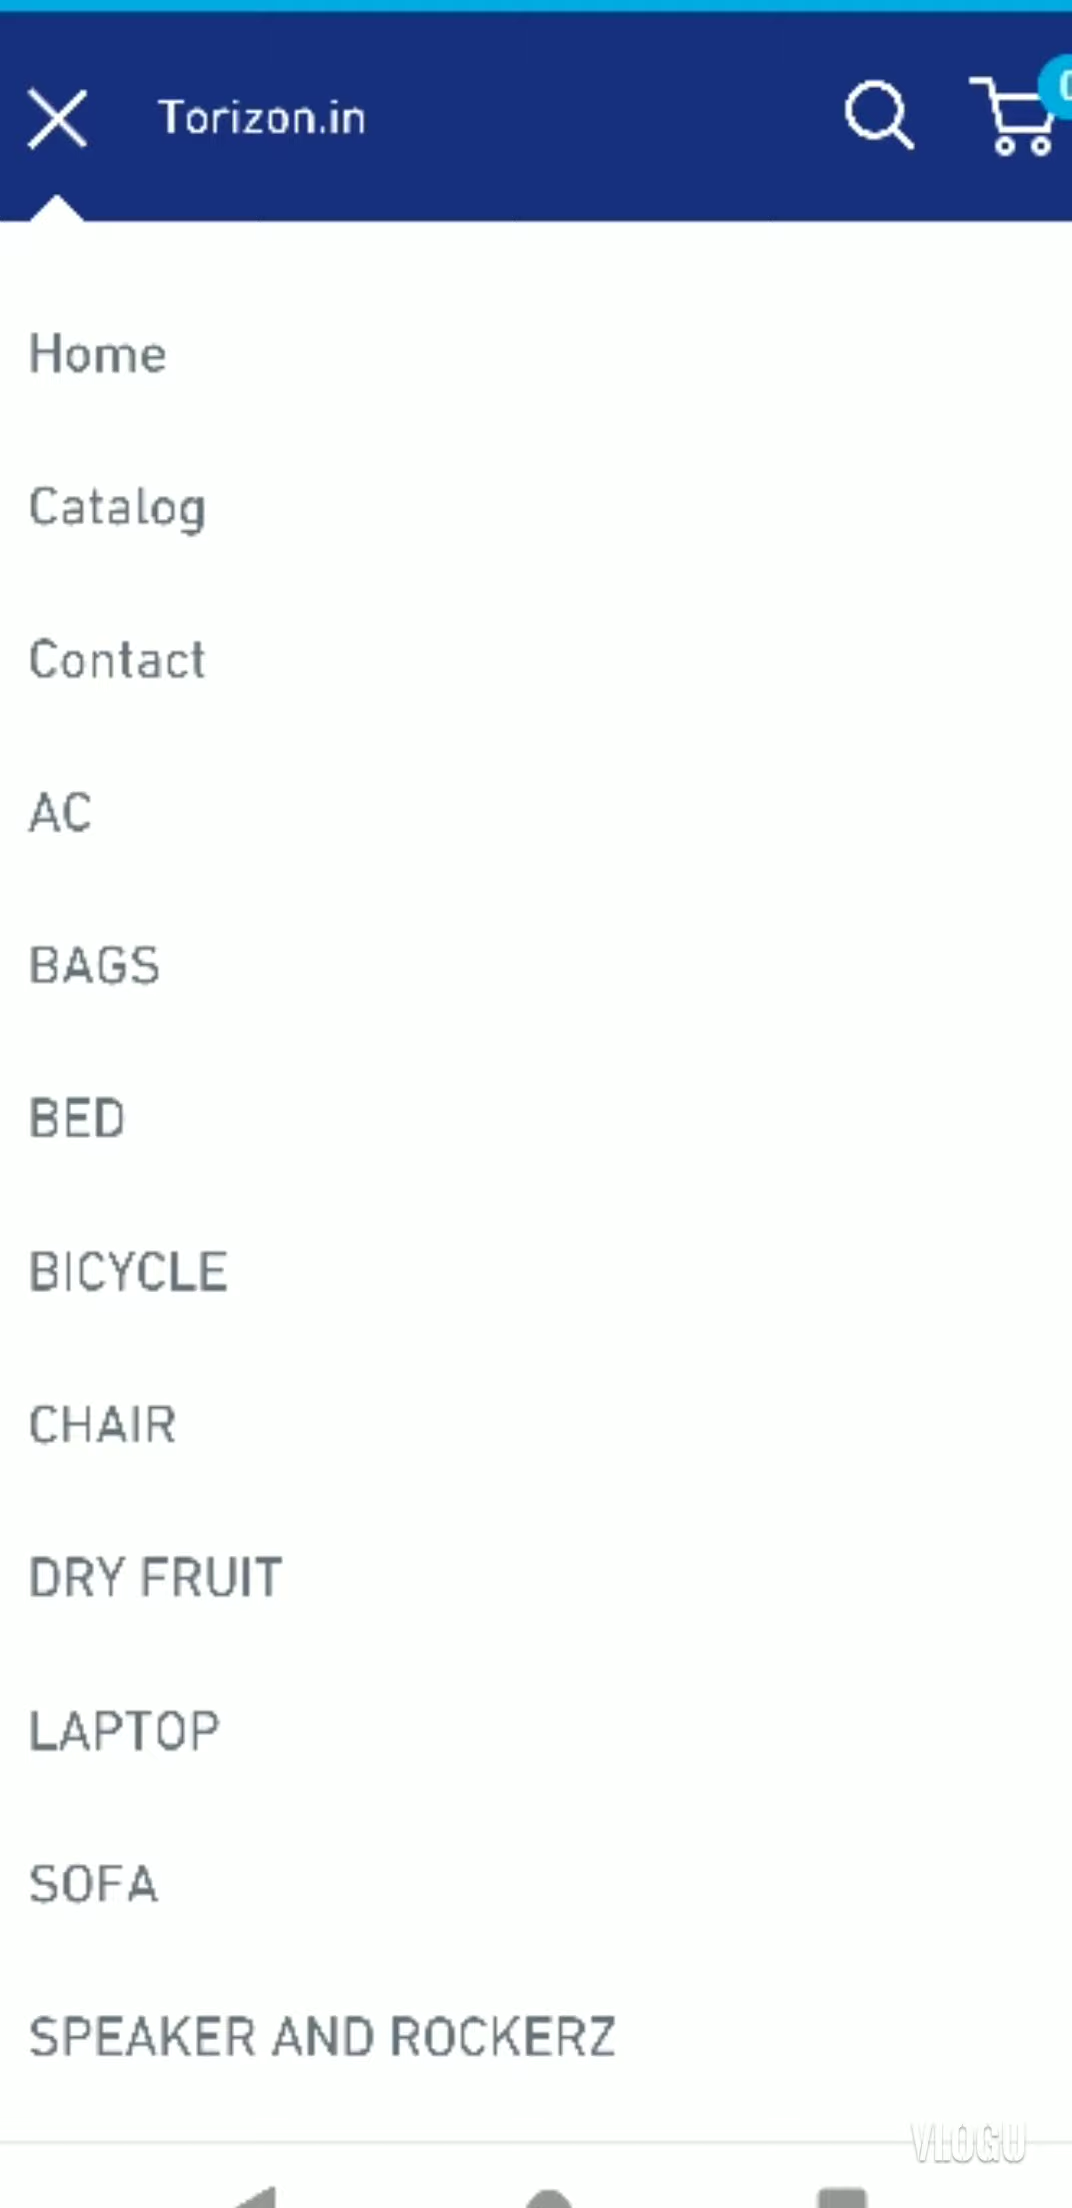 Torizon.in
Home
Catalog
Contact
AC
BAGS
BED
BICYCLE
CHAIR
DRY FRUIT
LAPTOP
SOFA
SPEAKER AND ROCKERZ
VLOGU